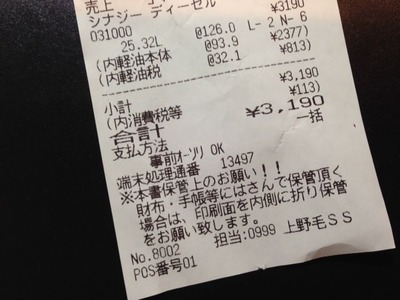 売上 ¥3190
シナジー ディーゼル
031000 @126.0 L- 2 N- 6
25.32L @93.9 ¥2377)
(内軽油本体 @32.1 ¥813)
(内軽油税
小計 ¥3,190
(内消費税等 ¥113)
合計 ¥3,190
支払方法 一括
事前オーソリ OK
端末処理通番 13497
※本書保管上のお願い!!
財布・手帳等にはさんで保管頂く
場合は、印刷面を内側に折り保管
をお願い致します。
担当:0999 上野毛SS
No.8002
POS番号01